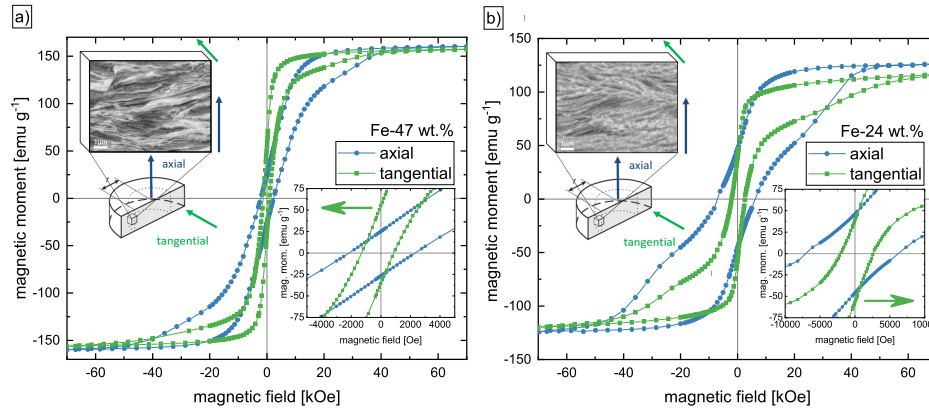 a)
magnetic moment [emu g⁻¹]
150
100
50
0
-50
-100
-150
-60
-40
-20
0
20
40
60
magnetic field [kOe]
1µm
axial
r
tangential
Fe-47 wt.%
axial
tangential
mag. mom. [emu g⁻¹]
75
50
25
0
-25
-50
-75
-4000
-2000
0
2000
4000
magnetic field [Oe]
b)
magnetic moment [emu g⁻¹]
150
100
50
0
-50
-100
-150
-60
-40
-20
0
20
40
60
magnetic field [kOe]
1µm
axial
r
tangential
Fe-24 wt.%
axial
tangential
mag. mom. [emu g⁻¹]
75
50
25
0
-25
-50
-75
-10000
-5000
0
5000
10000
magnetic field [Oe]